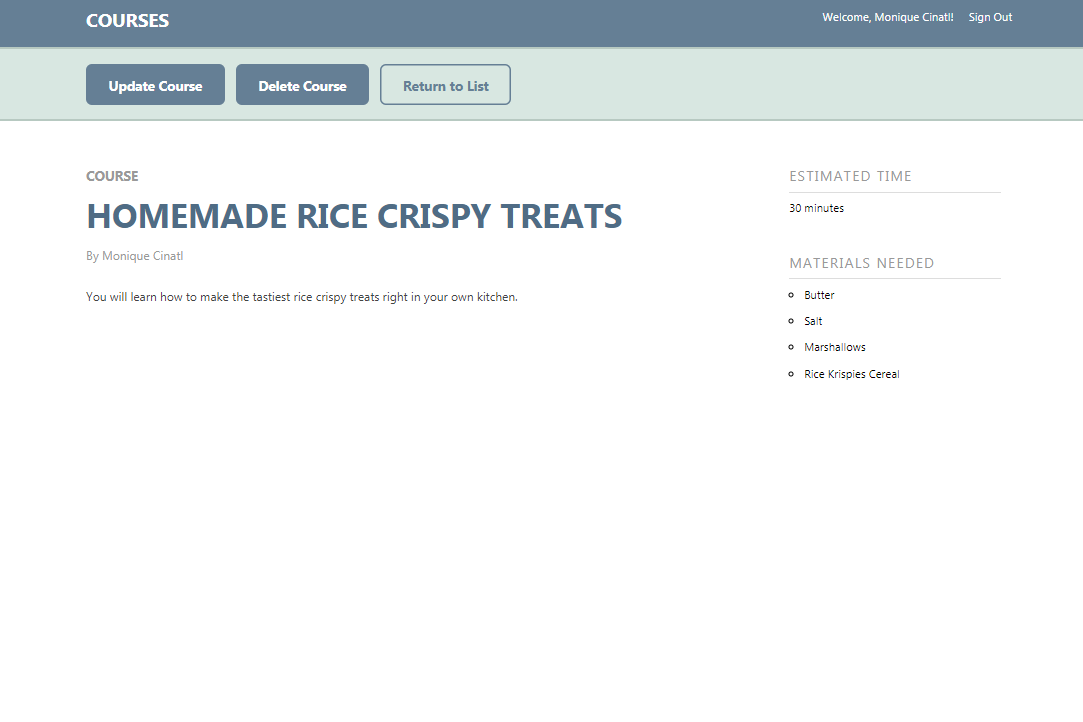 COURSES
Welcome, Monique Cinatl! Sign Out
Update Course Delete Course Return to List
COURSE
HOMEMADE RICE CRISPY TREATS
By Monique Cinatl
You will learn how to make the tastiest rice crispy treats right in your own kitchen.
ESTIMATED TIME
30 minutes
MATERIALS NEEDED
Butter
Salt
Marshallows
Rice Krispies Cereal